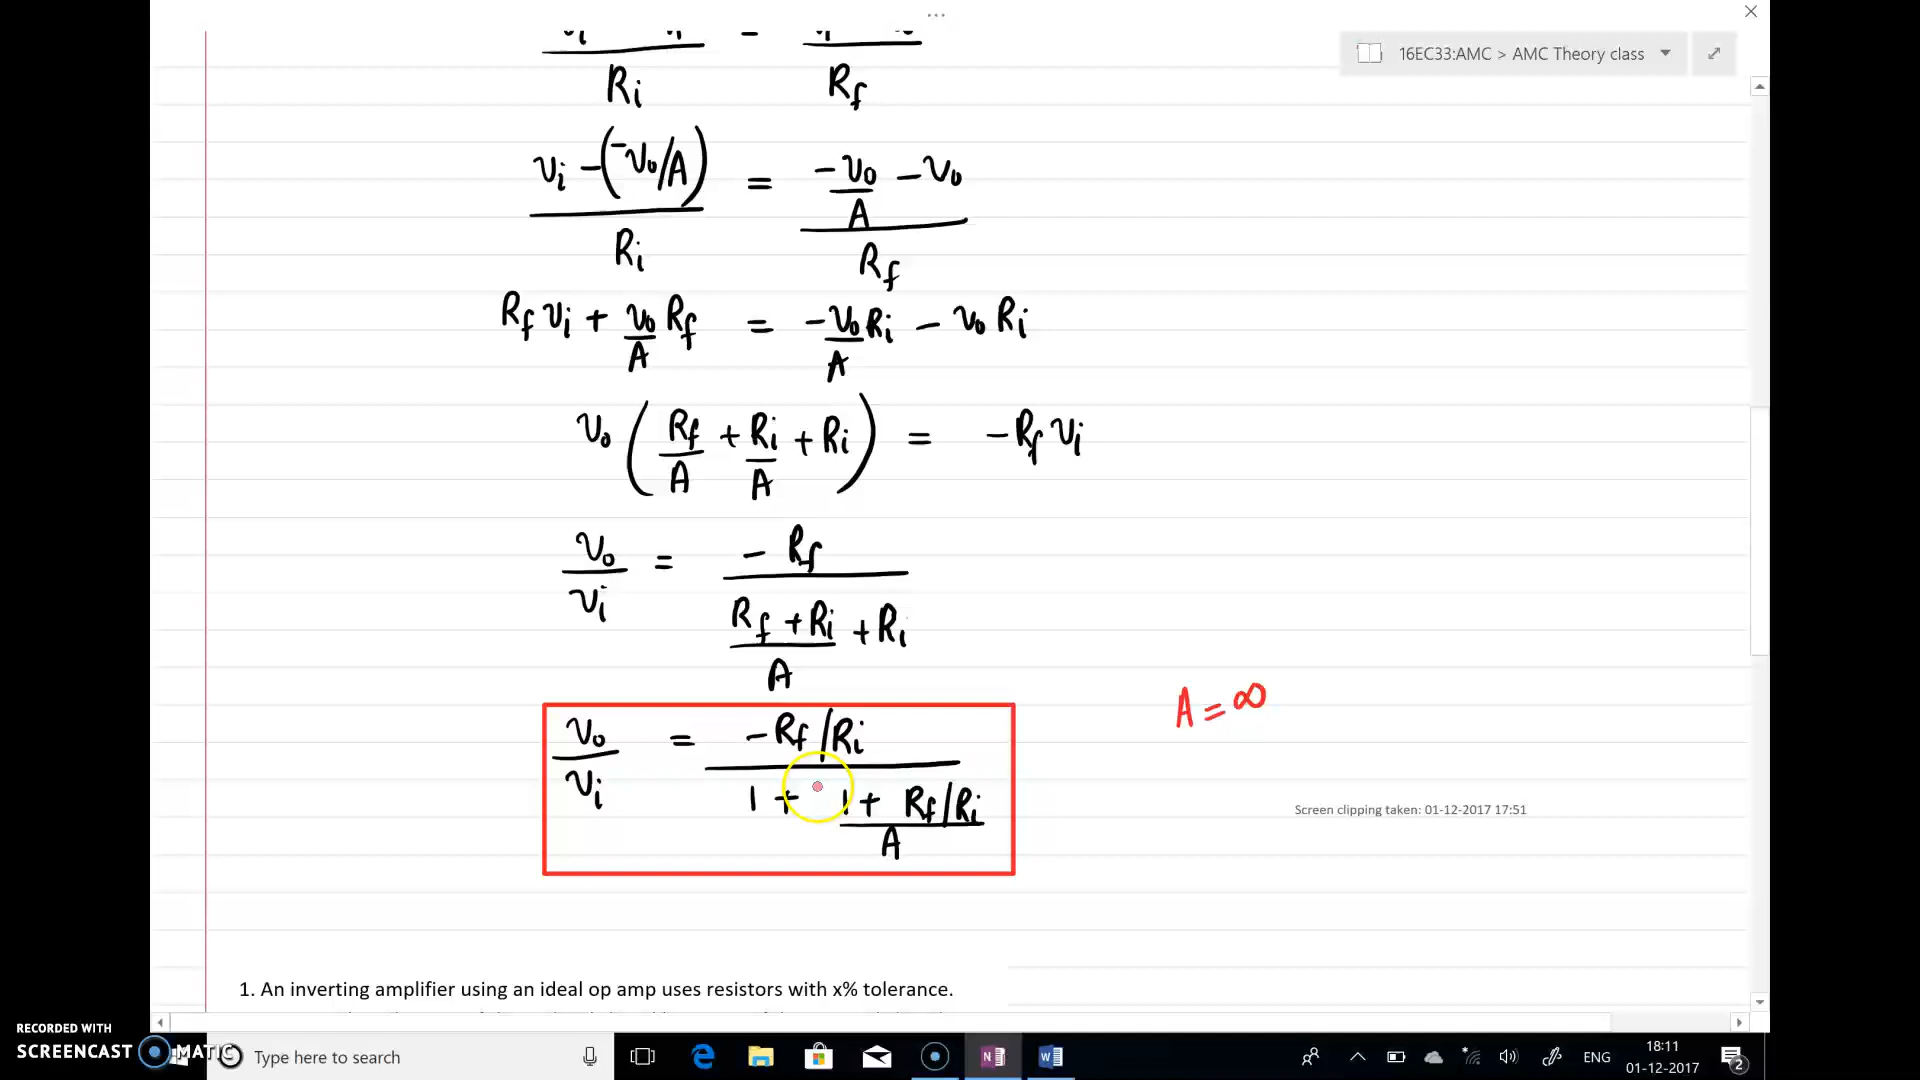 16EC33:AMC > AMC Theory class
Ri Rf
vi -(-vo/A) / Ri = (-vo/A - vo) / Rf
Rf vi + vo/A Rf = -vo/A Ri - vo Ri
vo ( Rf/A + Ri/A + Ri ) = -Rf vi
vo/vi = - Rf / ((Rf + Ri)/A + Ri)
A = ∞
vo/vi = (-Rf/Ri) / (1 + (1 + Rf/Ri)/A)
Screen clipping taken: 01-12-2017 17:51
1. An inverting amplifier using an ideal op amp uses resistors with x% tolerance.
RECORDED WITH
SCREENCAST MATIC
Type here to search
ENG
18:11
01-12-2017
2